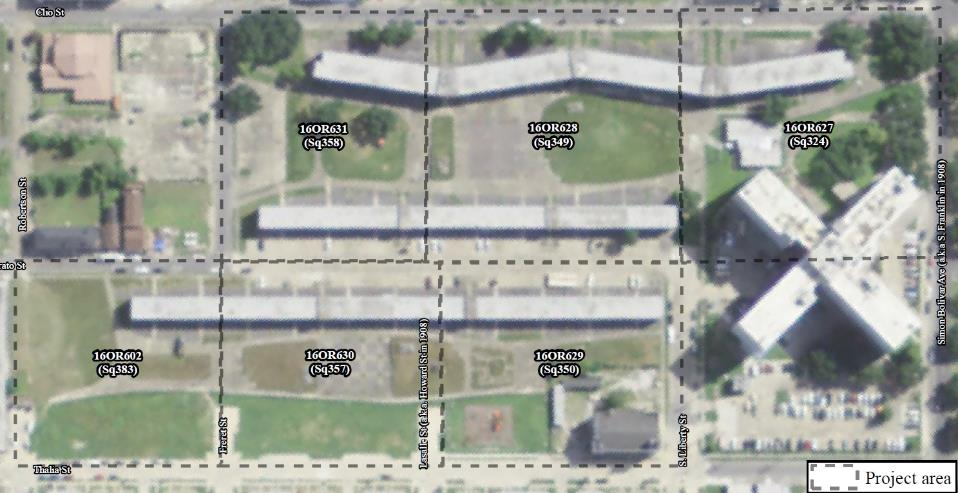 Clio St
16OR631
(Sq358)
16OR628
(Sq349)
16OR627
(Sq324)
Robertson St
Simon Bolivar Ave (a.k.a S. Franklin in 1908)
rato St
16OR602
(Sq383)
16OR630
(Sq357)
16OR629
(Sq350)
Freret St
Lasalle St (a.k.a. Howard St in 1908)
S. Liberty St
Thalia St
Project area